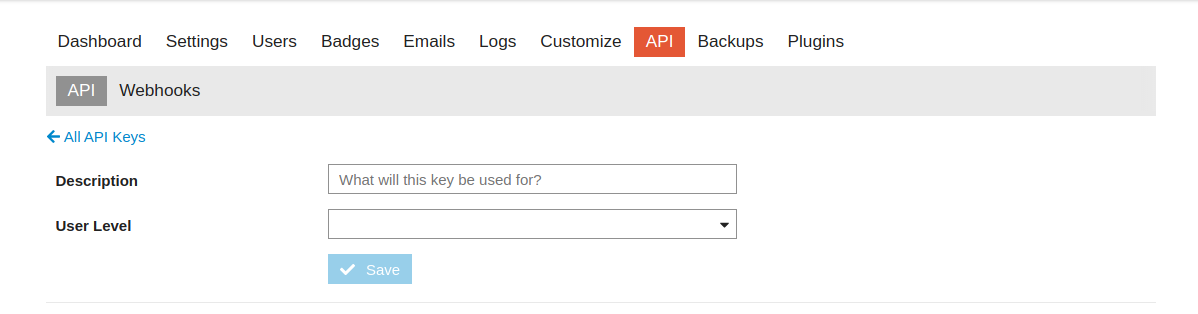 Dashboard Settings Users Badges Emails Logs Customize API Backups Plugins
API Webhooks
All API Keys
Description What will this key be used for?
User Level
Save